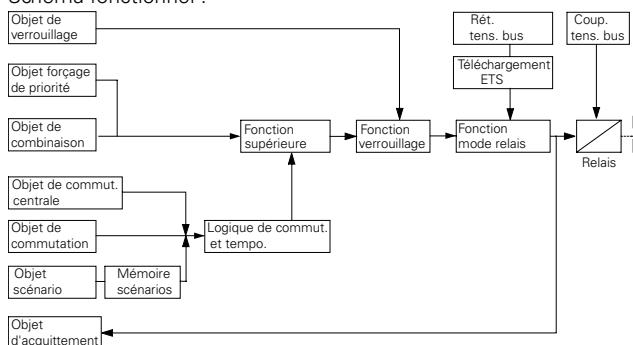 Schéma fonctionnel :
Objet de
verrouillage
Rét.
tens. bus
Coup.
tens. bus
Objet forçage
de priorité
Téléchargement
ETS
Objet de
combinaison
Fonction
supérieure
Fonction
verrouillage
Fonction
mode relais
Relais
Objet de commut.
centrale
Objet de
commutation
Logique de commut.
et tempo.
Objet
scénario
Mémoire
scénarios
Objet
d'acquittement